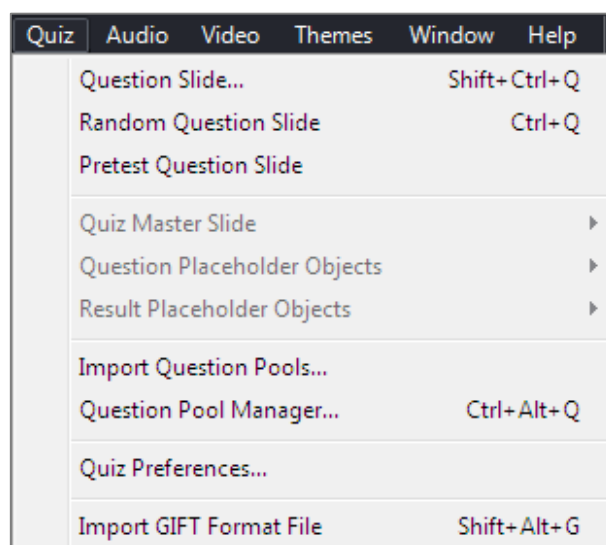 Quiz Audio Video Themes Window Help
Question Slide... Shift+Ctrl+Q
Random Question Slide Ctrl+Q
Pretest Question Slide
Quiz Master Slide
Question Placeholder Objects
Result Placeholder Objects
Import Question Pools...
Question Pool Manager... Ctrl+Alt+Q
Quiz Preferences...
Import GIFT Format File Shift+Alt+G